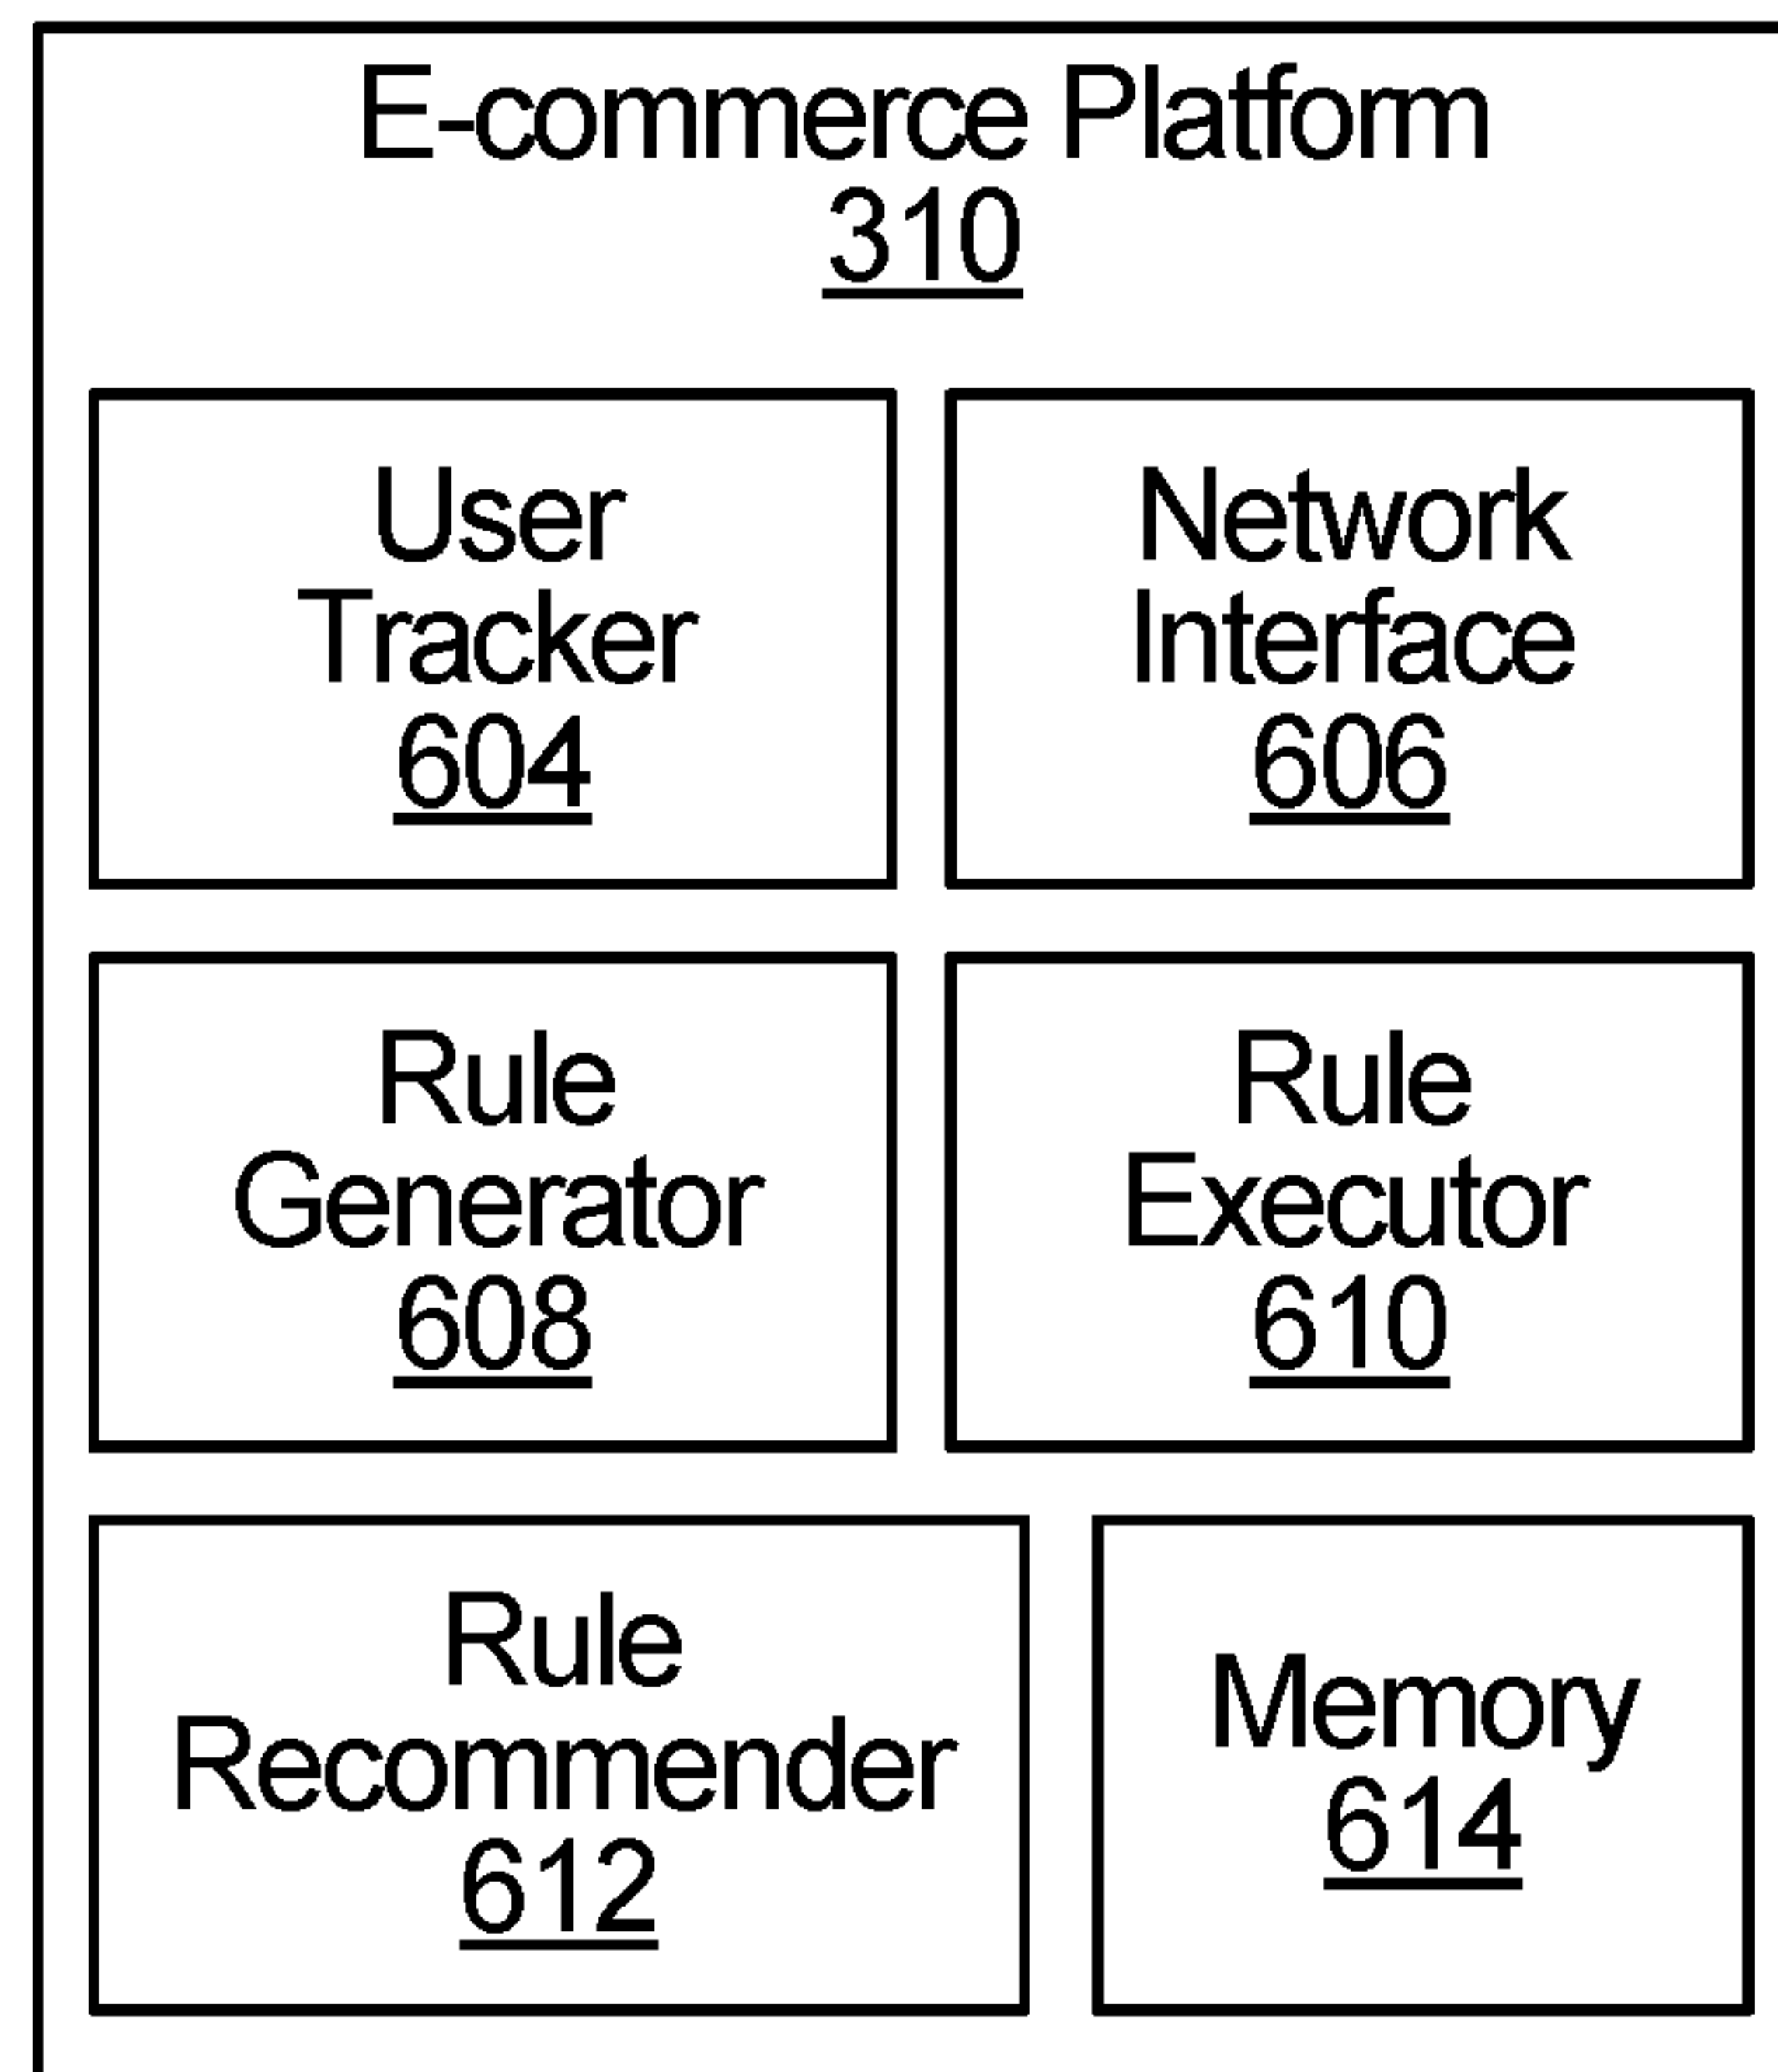 E-commerce Platform
310
User
Tracker
604
Network
Interface
606
Rule
Generator
608
Rule
Executor
610
Rule
Recommender
612
Memory
614